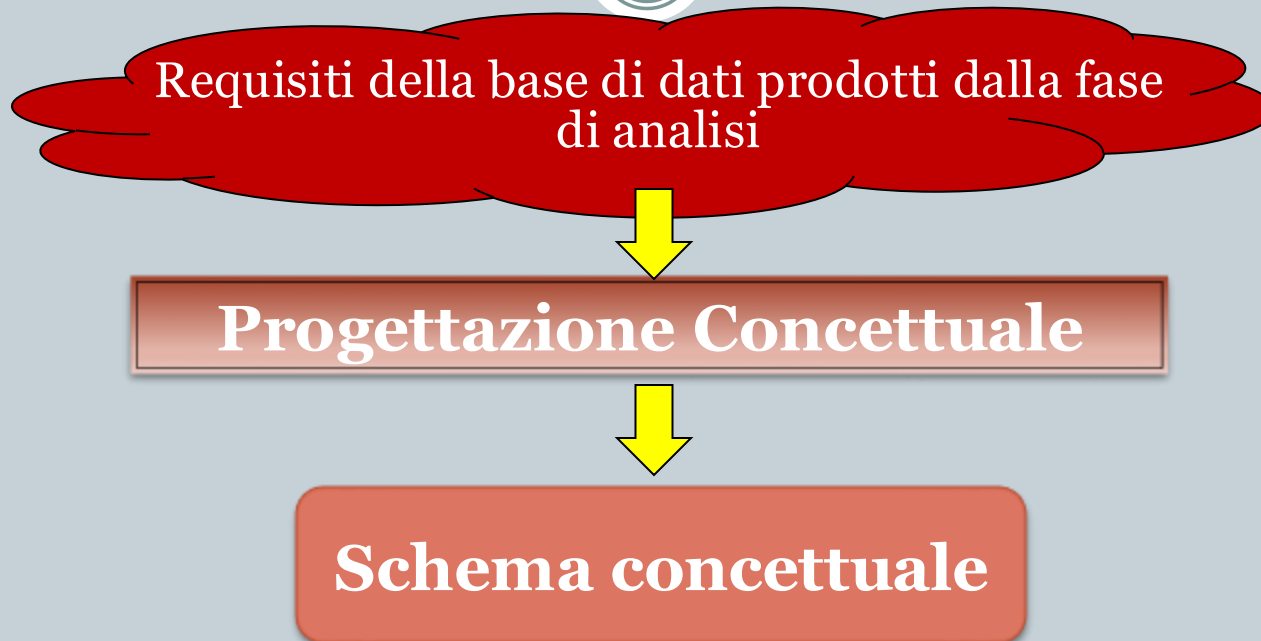 Requisiti della base di dati prodotti dalla fase
di analisi
Progettazione Concettuale
Schema concettuale